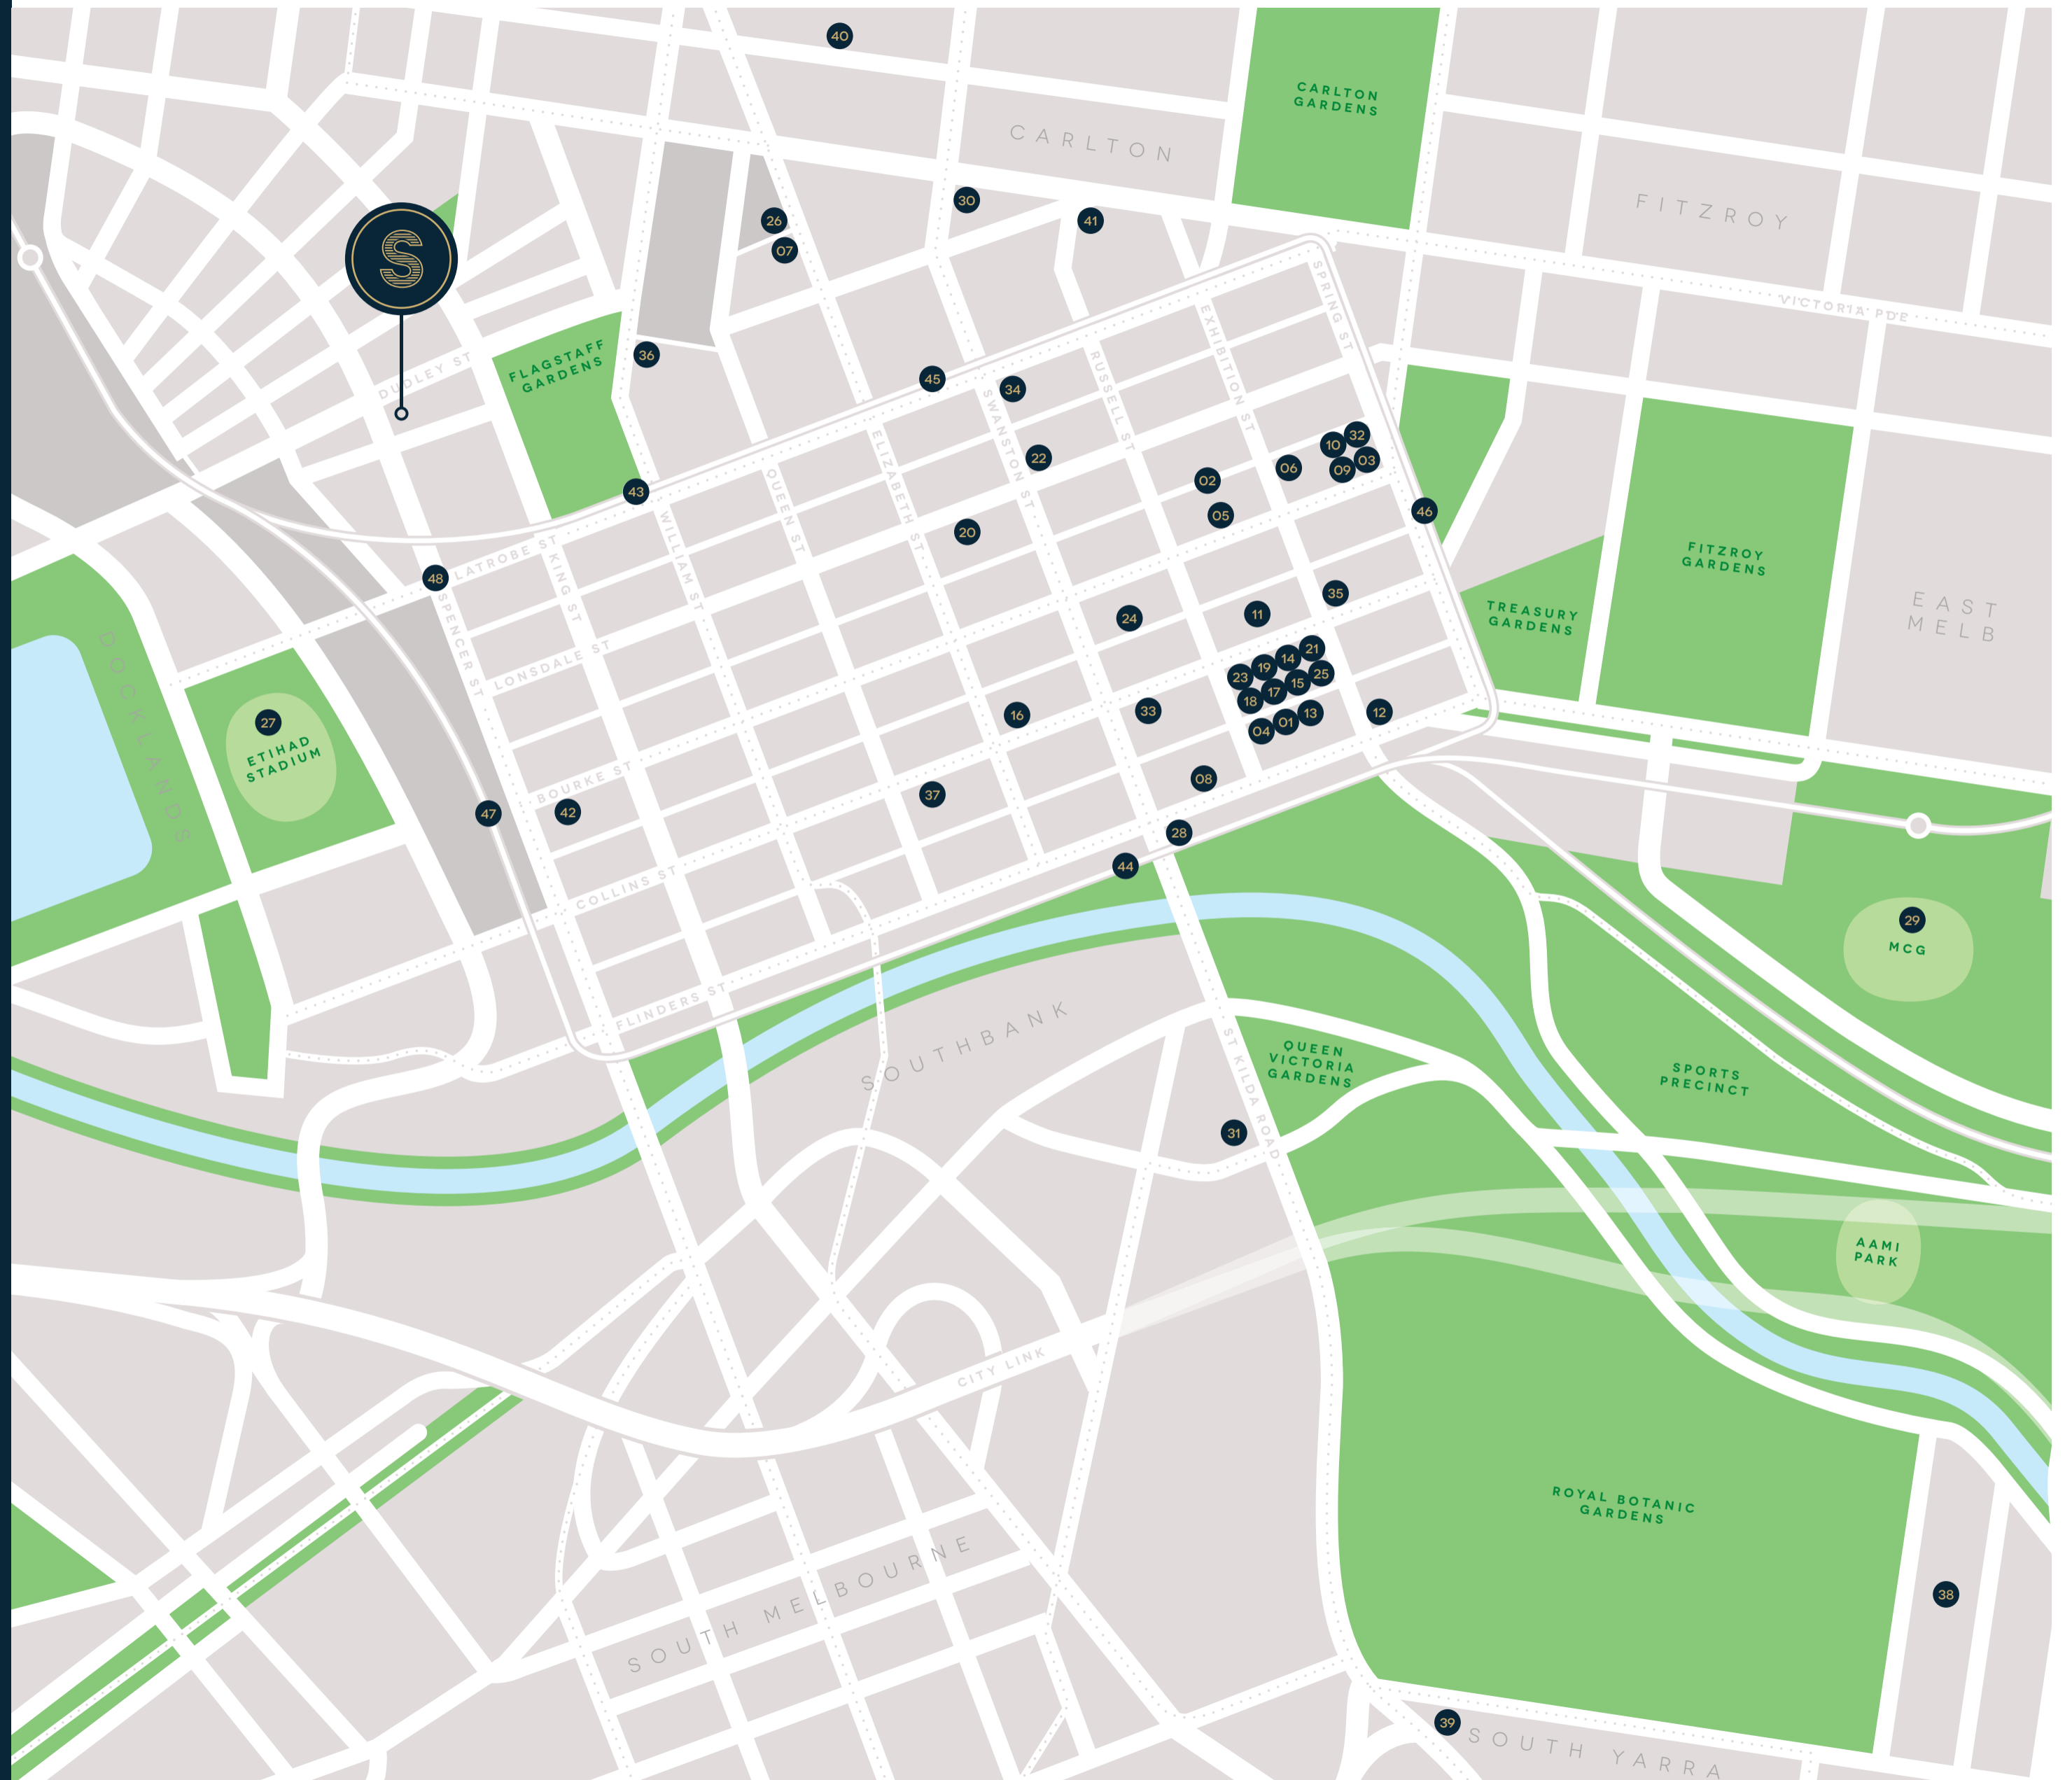 40
CARLTON
GARDENS
CARLTON
FITZROY
30
41
26
07
S
SPRING ST
VICTORIA PDE
EXHIBITION ST
FLAGSTAFF
GARDENS
36
DUDLEY ST
45
34
RUSSELL ST
SWANSTON ST
ELIZABETH ST
QUEEN ST
WILLIAM ST
KING ST
LATROBE ST
SPENCER ST
LONSDALE ST
22
32
10
03
09
06
02
05
46
43
20
48
FITZROY
GARDENS
TREASURY
GARDENS
EAST
MELB
35
11
24
21
14
19
23
25
15
17
18
13
01
04
12
33
16
DOCKLANDS
27
ETIHAD
STADIUM
BOURKE ST
08
37
42
47
28
44
COLLINS ST
29
MCG
FLINDERS ST
SOUTHBANK
ST KILDA ROAD
QUEEN
VICTORIA
GARDENS
SPORTS
PRECINCT
31
AAMI
PARK
CITY LINK
ROYAL BOTANIC
GARDENS
SOUTH MELBOURNE
38
39
SOUTH YARRA